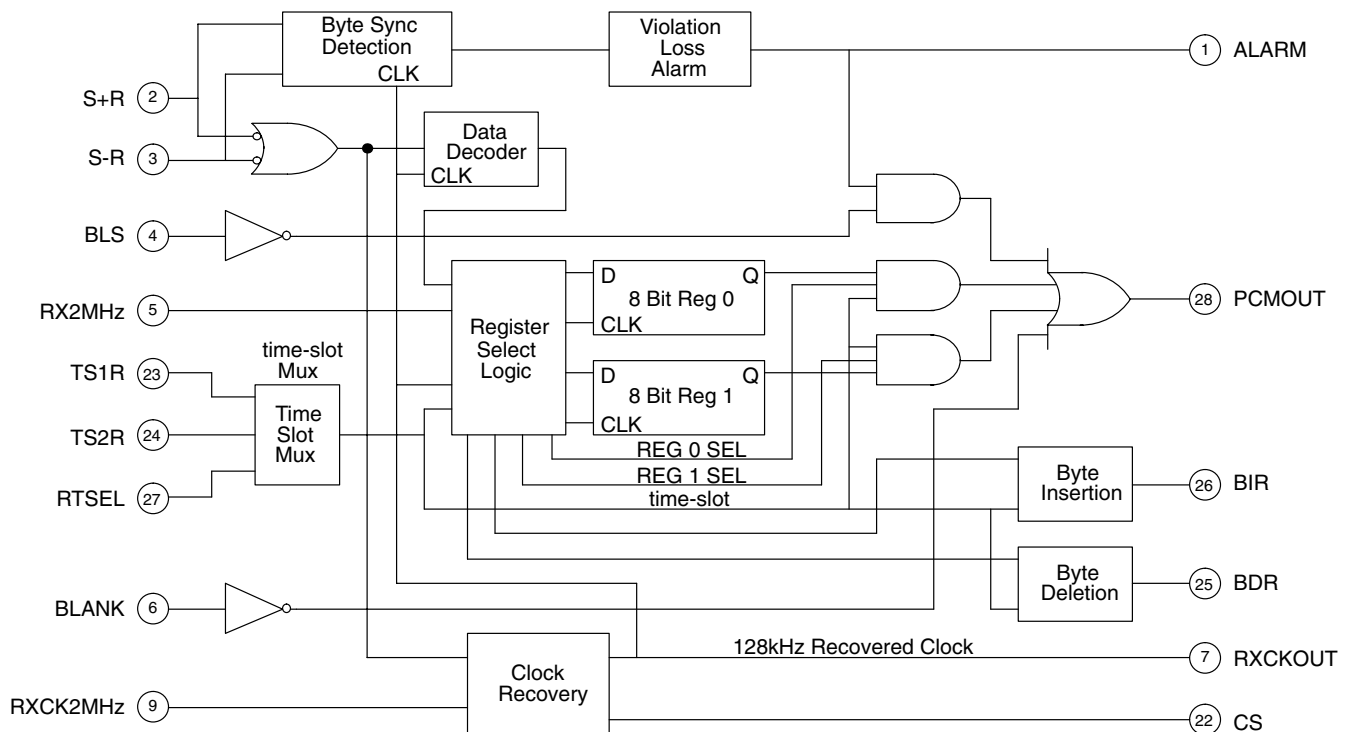 Byte Sync
Detection
CLK
Violation
Loss
Alarm
1 ALARM
S+R 2
S-R 3
Data
Decoder
CLK
BLS 4
RX2MHz 5
Register
Select
Logic
D Q
8 Bit Reg 0
CLK
D Q
8 Bit Reg 1
CLK
28 PCMOUT
time-slot
Mux
TS1R 23
TS2R 24
RTSEL 27
Time
Slot
Mux
REG 0 SEL
REG 1 SEL
time-slot
Byte
Insertion
26 BIR
Byte
Deletion
25 BDR
BLANK 6
128kHz Recovered Clock
7 RXCKOUT
Clock
Recovery
RXCK2MHz 9
22 CS